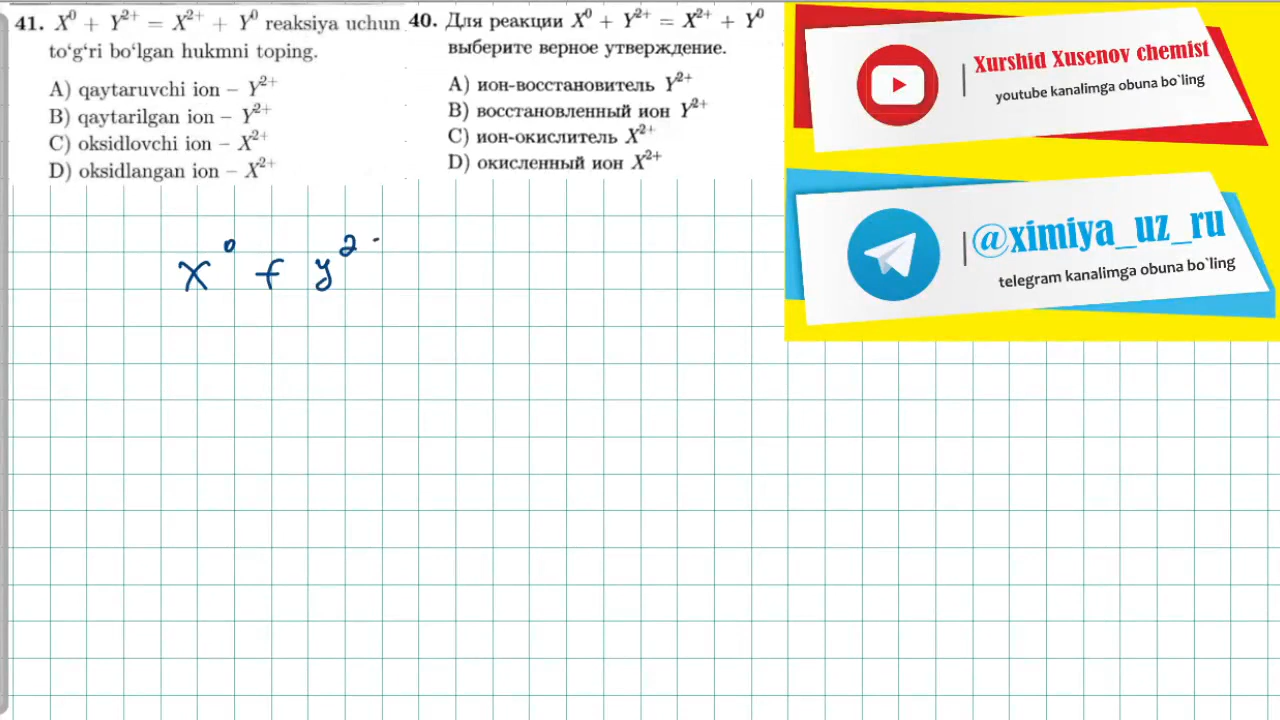 41. X⁰ + Y²⁺ = X²⁺ + Y⁰ reaksiya uchun
to‘g‘ri bo‘lgan hukmni toping.
A) qaytaruvchi ion – Y²⁺
B) qaytarilgan ion – Y²⁺
C) oksidlovchi ion – X²⁺
D) oksidlangan ion – X²⁺
40. Для реакции X⁰ + Y²⁺ = X²⁺ + Y⁰
выберите верное утверждение.
A) ион-восстановитель Y²⁺
B) восстановленный ион Y²⁺
C) ион-окислитель X²⁺
D) окисленный ион X²⁺
Xurshid Xusenov chemist
youtube kanalimga obuna bo`ling
@ximiya_uz_ru
telegram kanalimga obuna bo`ling
x⁰ + y²